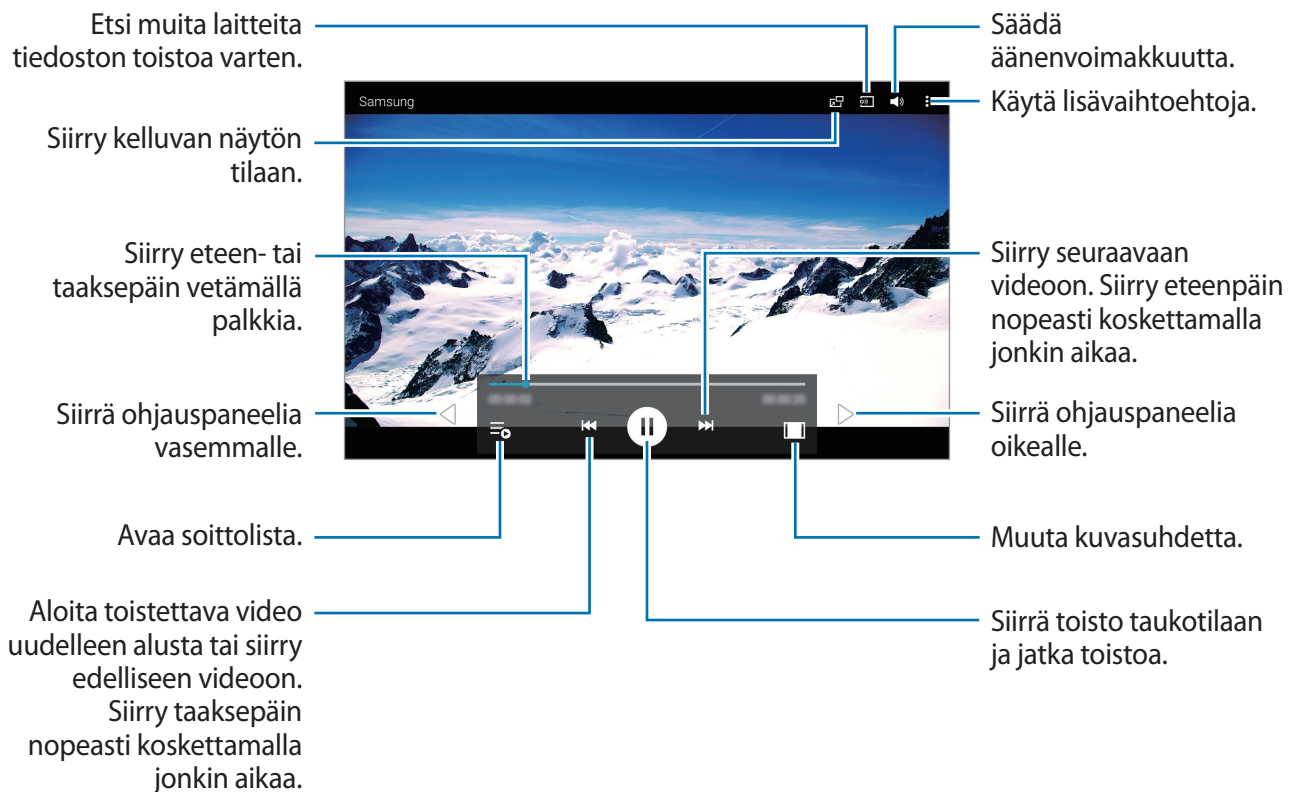 Etsi muita laitteita
tiedoston toistoa varten.
Säädä
äänenvoimakkuutta.
Samsung
Käytä lisävaihtoehtoja.
Siirry kelluvan näytön
tilaan.
Siirry eteen- tai
taaksepäin vetämällä
palkkia.
Siirry seuraavaan
videoon. Siirry eteenpäin
nopeasti koskettamalla
jonkin aikaa.
Siirrä ohjauspaneelia
vasemmalle.
Siirrä ohjauspaneelia
oikealle.
Avaa soittolista.
Muuta kuvasuhdetta.
Aloita toistettava video
uudelleen alusta tai siirry
edelliseen videoon.
Siirry taaksepäin
nopeasti koskettamalla
jonkin aikaa.
Siirrä toisto taukotilaan
ja jatka toistoa.